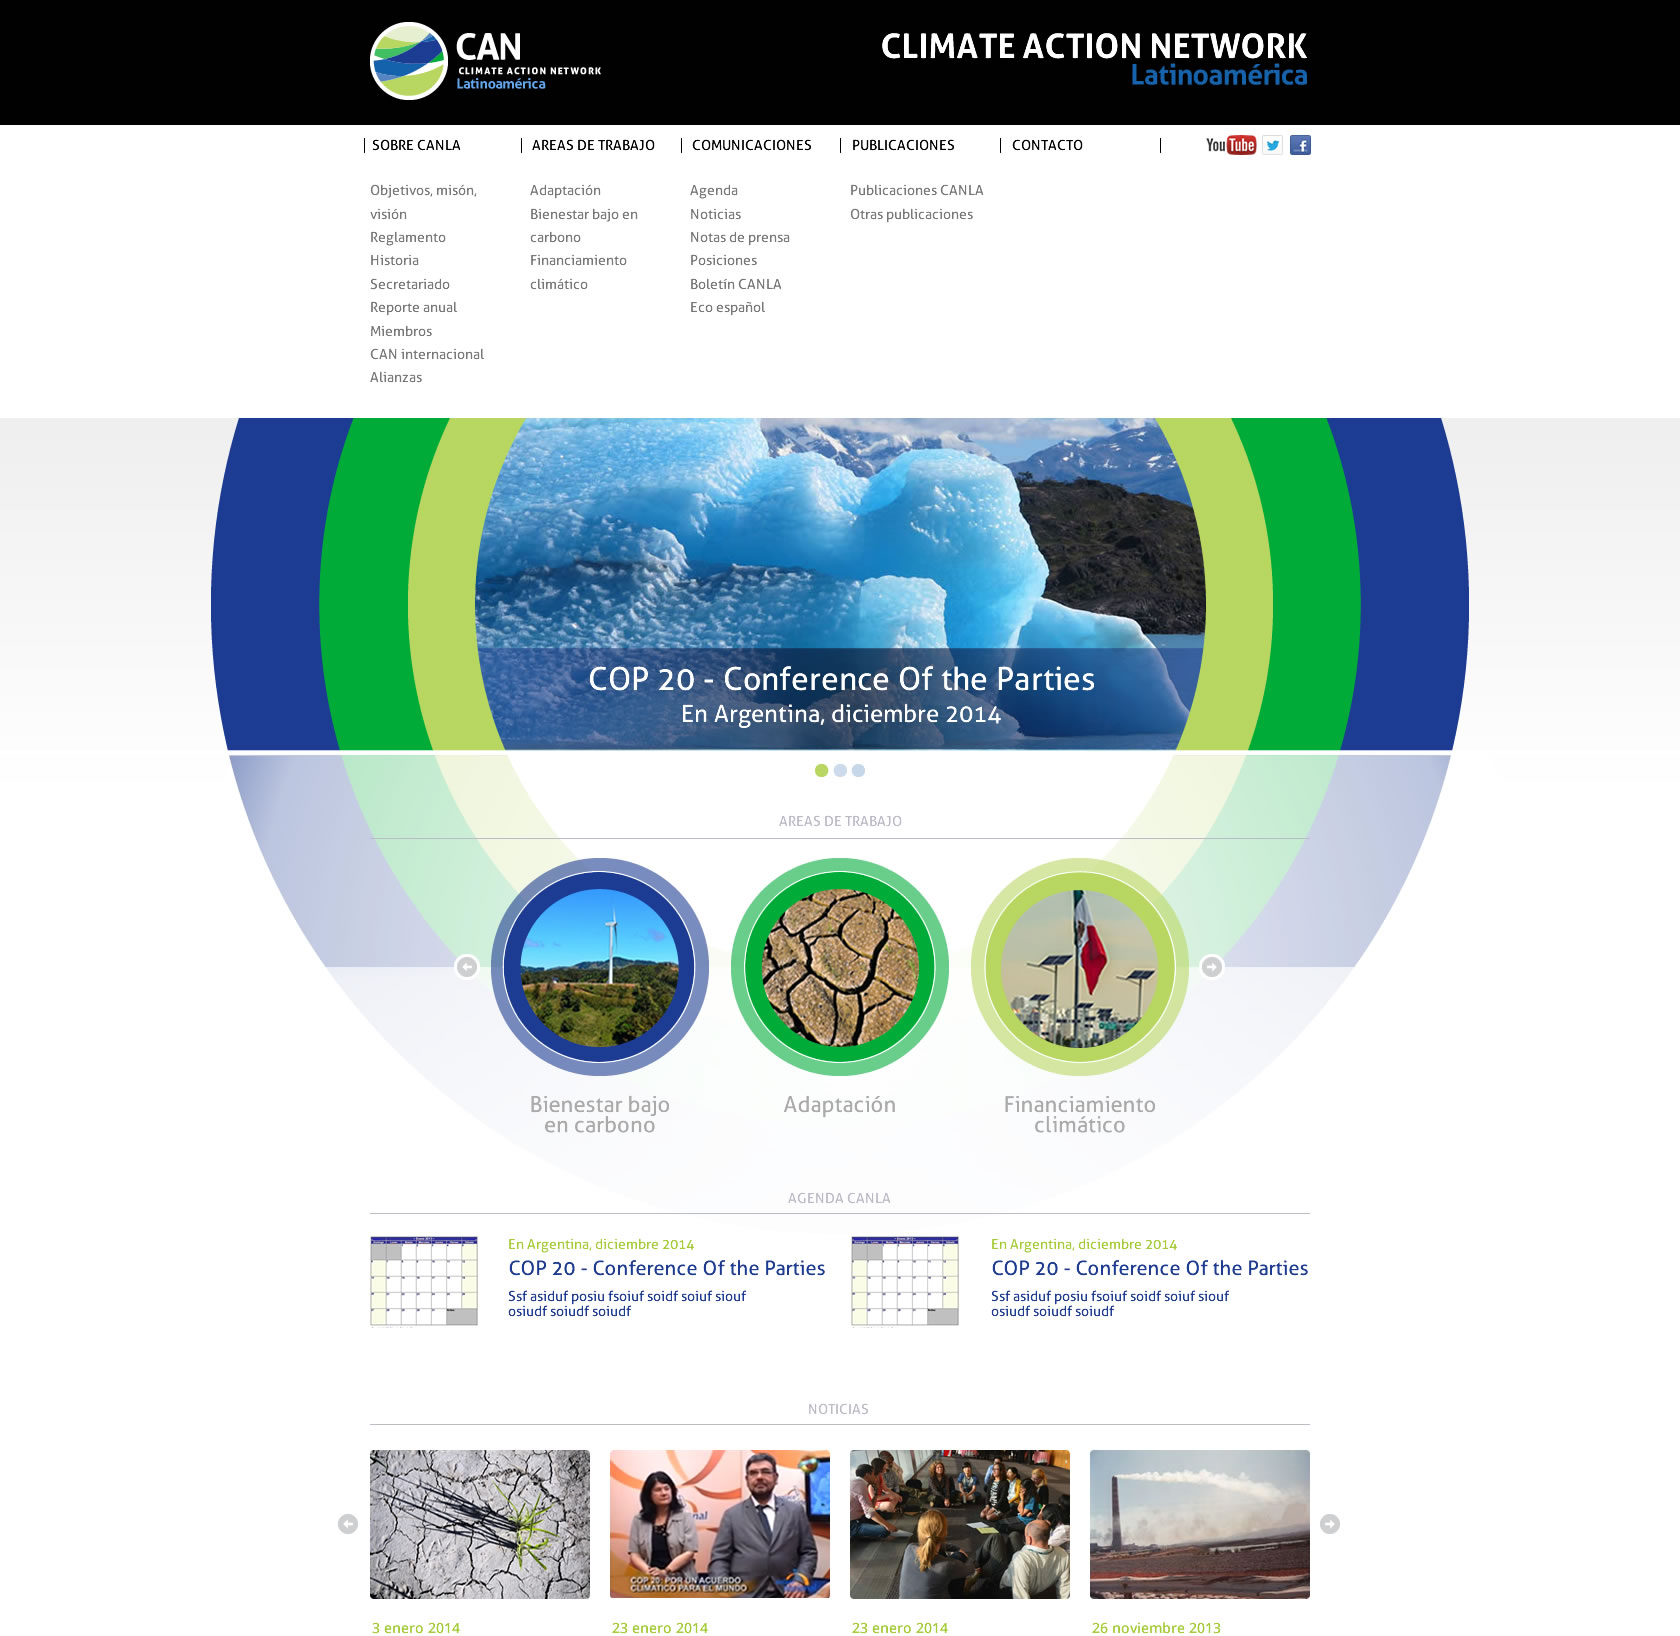 CAN
CLIMATE ACTION NETWORK
Latinoamérica
CLIMATE ACTION NETWORK
Latinoamérica
SOBRE CANLA
AREAS DE TRABAJO
COMUNICACIONES
PUBLICACIONES
CONTACTO
YouTube
Objetivos, misón,
visión
Reglamento
Historia
Secretariado
Reporte anual
Miembros
CAN internacional
Alianzas
Adaptación
Bienestar bajo en
carbono
Financiamiento
climático
Agenda
Noticias
Notas de prensa
Posiciones
Boletín CANLA
Eco español
Publicaciones CANLA
Otras publicaciones
COP 20 - Conference Of the Parties
En Argentina, diciembre 2014
AREAS DE TRABAJO
Bienestar bajo
en carbono
Adaptación
Financiamiento
climático
AGENDA CANLA
En Argentina, diciembre 2014
COP 20 - Conference Of the Parties
Ssf asiduf posiu fsoiuf soidf soiuf siouf
osiudf soiudf soiudf
En Argentina, diciembre 2014
COP 20 - Conference Of the Parties
Ssf asiduf posiu fsoiuf soidf soiuf siouf
osiudf soiudf soiudf
NOTICIAS
COP 20: POR UN ACUERDO
CLIMÁTICO PARA EL MUNDO
3 enero 2014
23 enero 2014
23 enero 2014
26 noviembre 2013